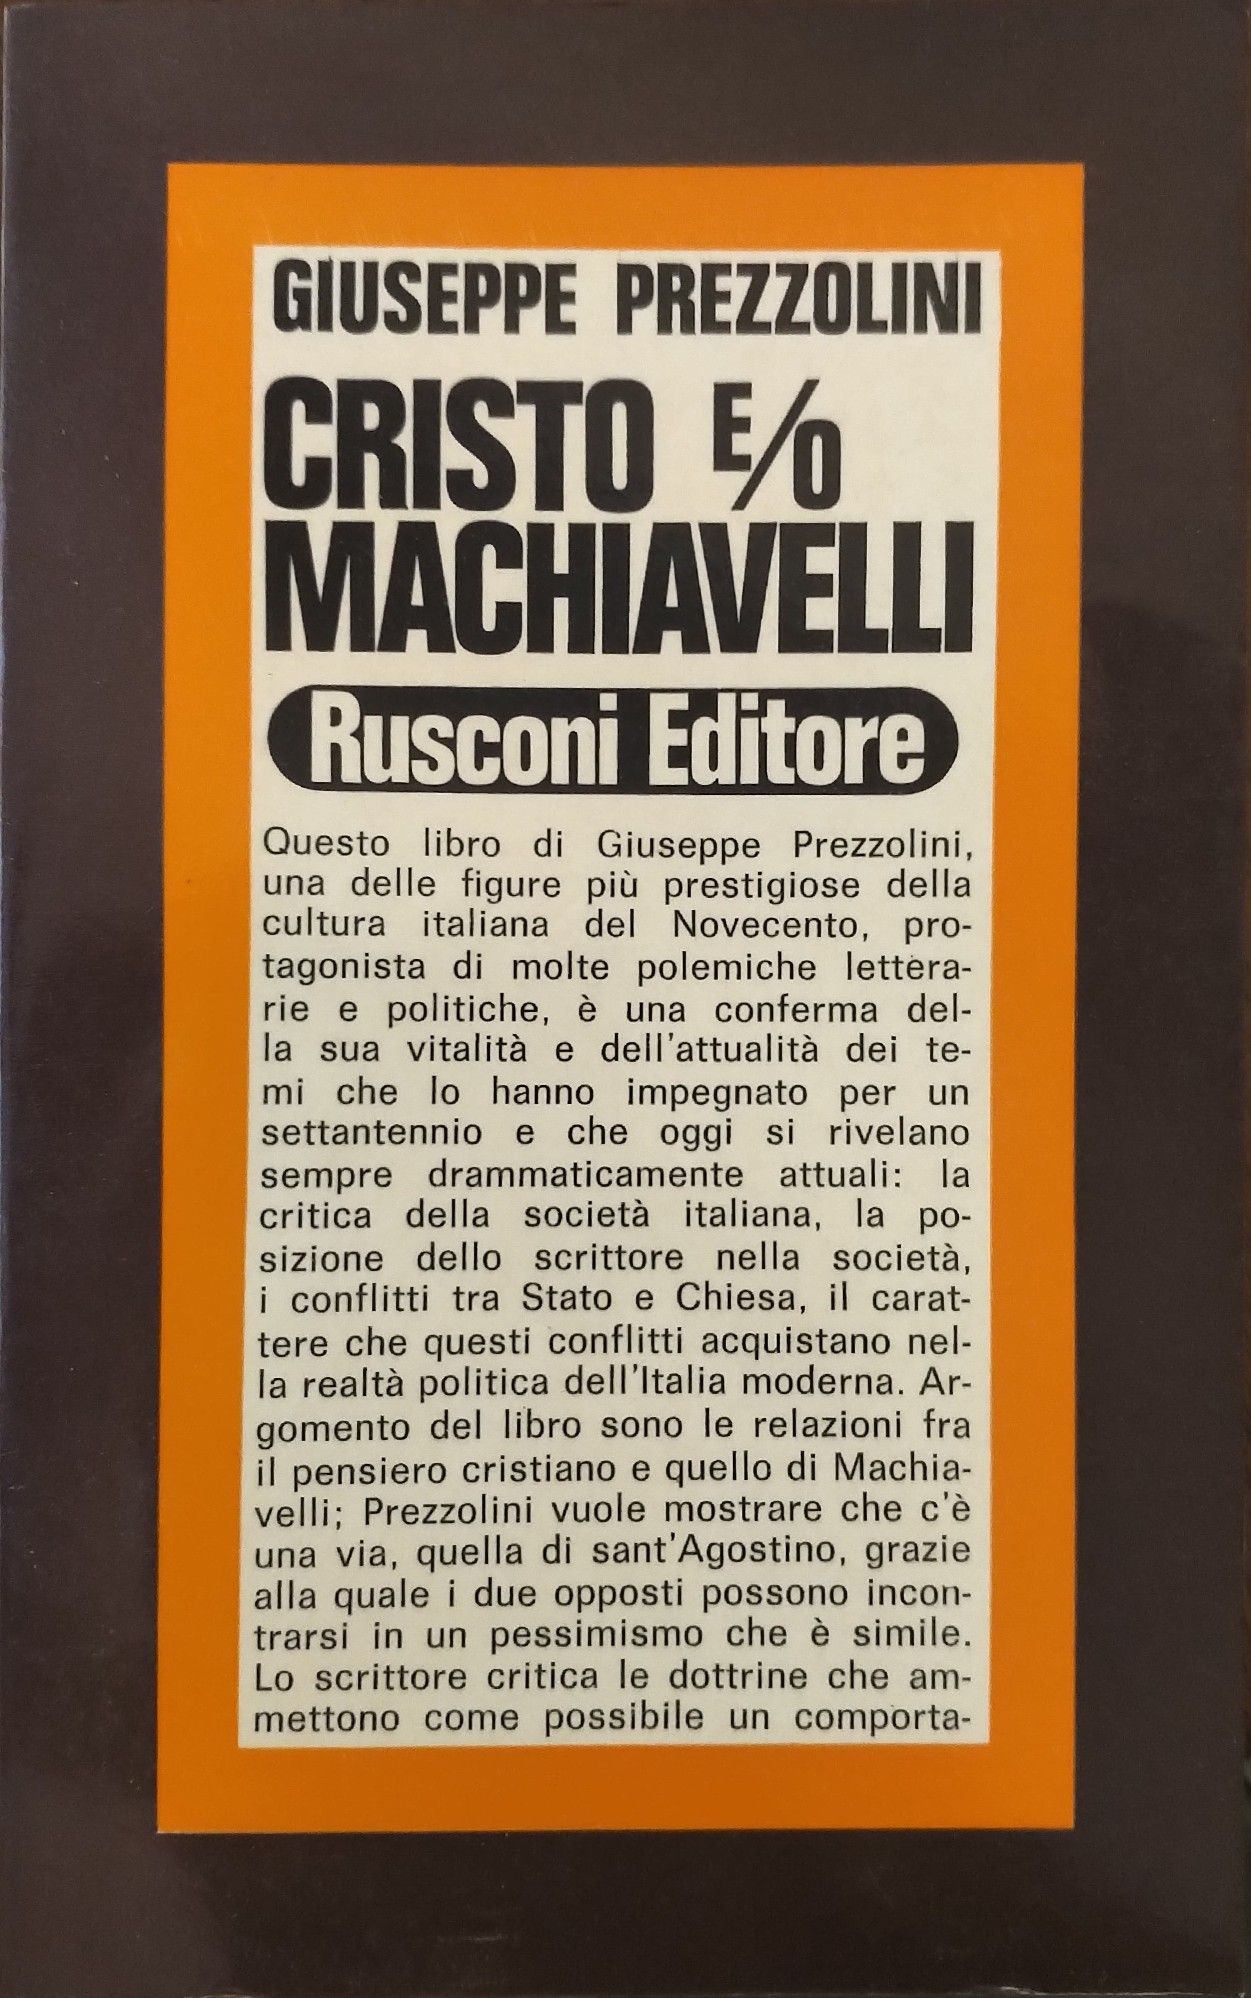 GIUSEPPE PREZZOLINI
CRISTO E/O
MACHIAVELLI
Rusconi Editore
Questo libro di Giuseppe Prezzolini,
una delle figure più prestigiose della
cultura italiana del Novecento, pro-
tagonista di molte polemiche lettera-
rie e politiche, è una conferma del-
la sua vitalità e dell'attualità dei te-
mi che lo hanno impegnato per un
settantennio e che oggi si rivelano
sempre drammaticamente attuali: la
critica della società italiana, la po-
sizione dello scrittore nella società,
i conflitti tra Stato e Chiesa, il carat-
tere che questi conflitti acquistano nel-
la realtà politica dell'Italia moderna. Ar-
gomento del libro sono le relazioni fra
il pensiero cristiano e quello di Machia-
velli; Prezzolini vuole mostrare che c'è
una via, quella di sant'Agostino, grazie
alla quale i due opposti possono incon-
trarsi in un pessimismo che è simile.
Lo scrittore critica le dottrine che am-
mettono come possibile un comporta-